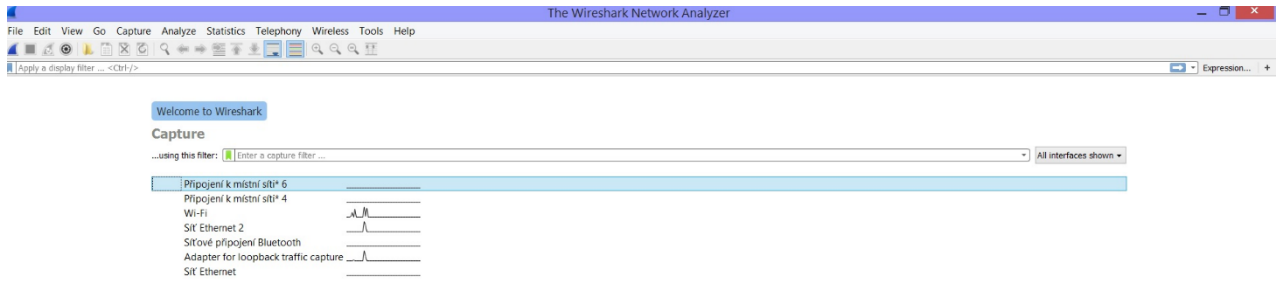 The Wireshark Network Analyzer
File Edit View Go Capture Analyze Statistics Telephony Wireless Tools Help
Apply a display filter ... <Ctrl-/> Expression... +
Welcome to Wireshark
Capture
...using this filter: Enter a capture filter ... All interfaces shown
Připojení k místní síti* 6
Připojení k místní síti* 4
Wi-Fi
Síť Ethernet 2
Síťové připojení Bluetooth
Adapter for loopback traffic capture
Síť Ethernet